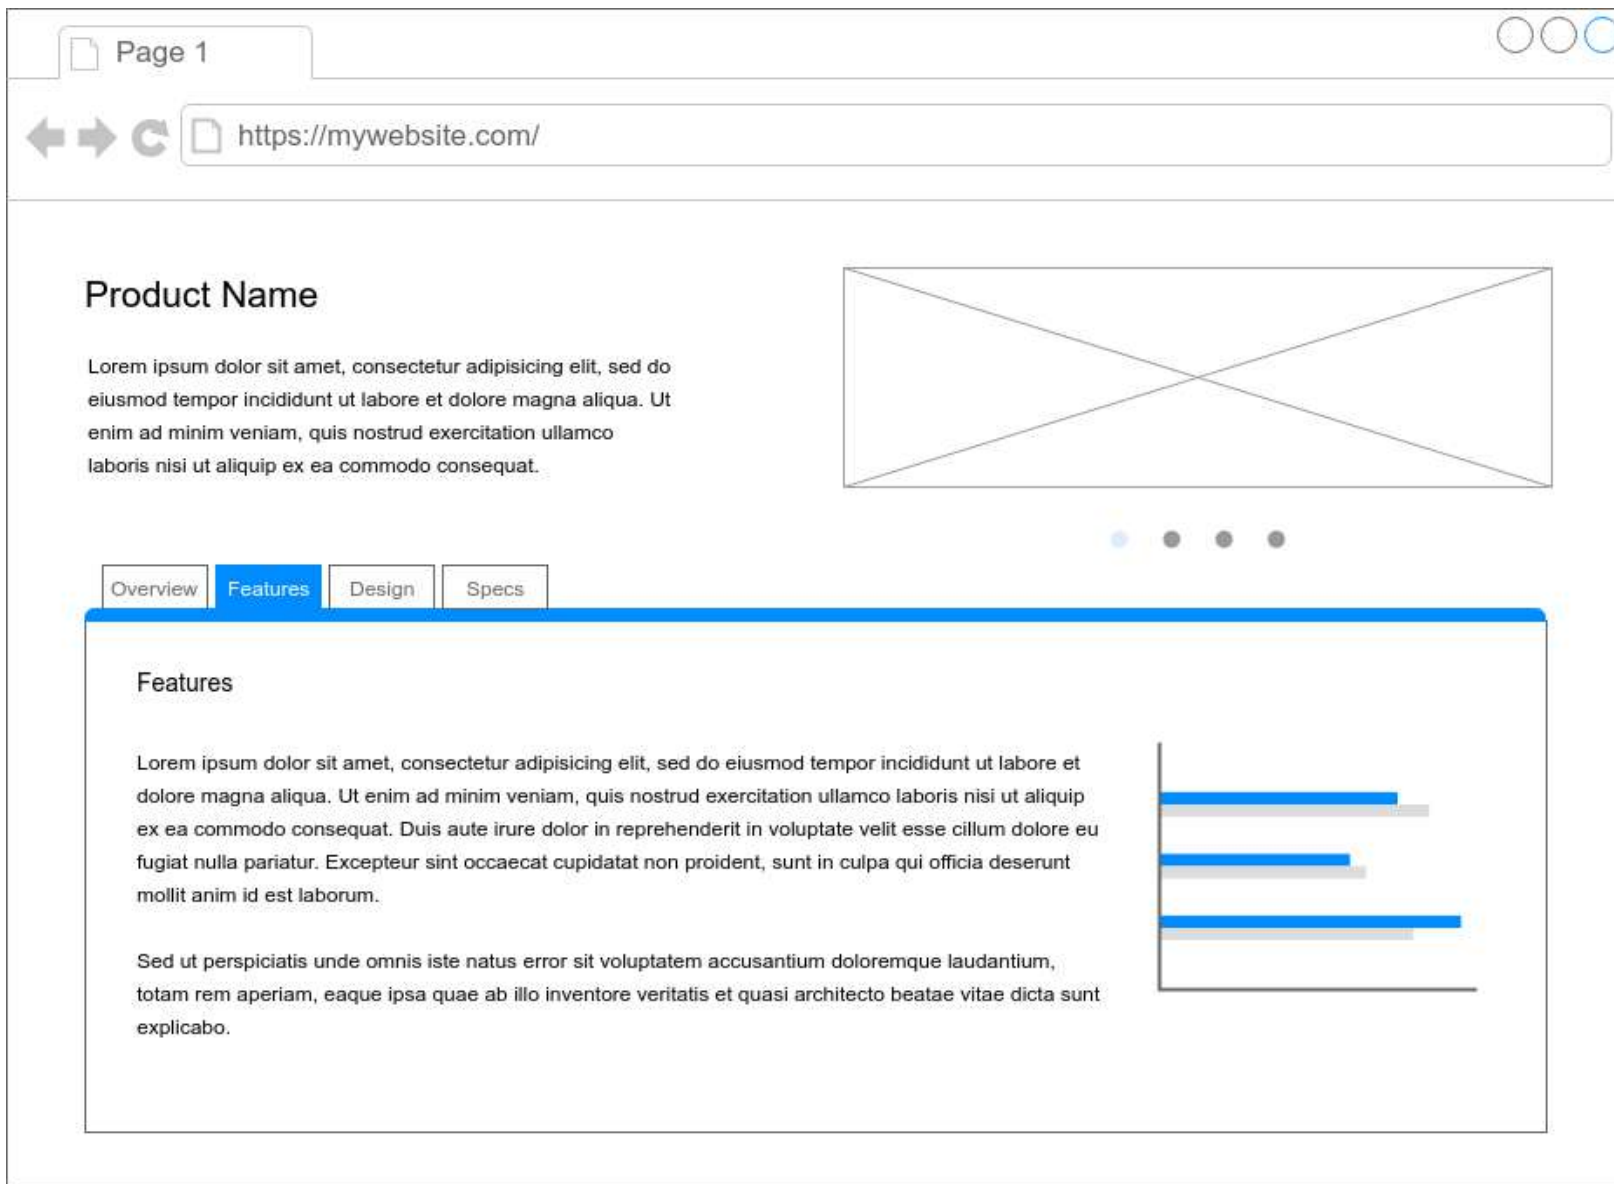 Page 1
https://mywebsite.com/
Product Name
Lorem ipsum dolor sit amet, consectetur adipisicing elit, sed do
eiusmod tempor incididunt ut labore et dolore magna aliqua. Ut
enim ad minim veniam, quis nostrud exercitation ullamco
laboris nisi ut aliquip ex ea commodo consequat.
Overview Features Design Specs
Features
Lorem ipsum dolor sit amet, consectetur adipisicing elit, sed do eiusmod tempor incididunt ut labore et
dolore magna aliqua. Ut enim ad minim veniam, quis nostrud exercitation ullamco laboris nisi ut aliquip
ex ea commodo consequat. Duis aute irure dolor in reprehenderit in voluptate velit esse cillum dolore eu
fugiat nulla pariatur. Excepteur sint occaecat cupidatat non proident, sunt in culpa qui officia deserunt
mollit anim id est laborum.
Sed ut perspiciatis unde omnis iste natus error sit voluptatem accusantium doloremque laudantium,
totam rem aperiam, eaque ipsa quae ab illo inventore veritatis et quasi architecto beatae vitae dicta sunt
explicabo.